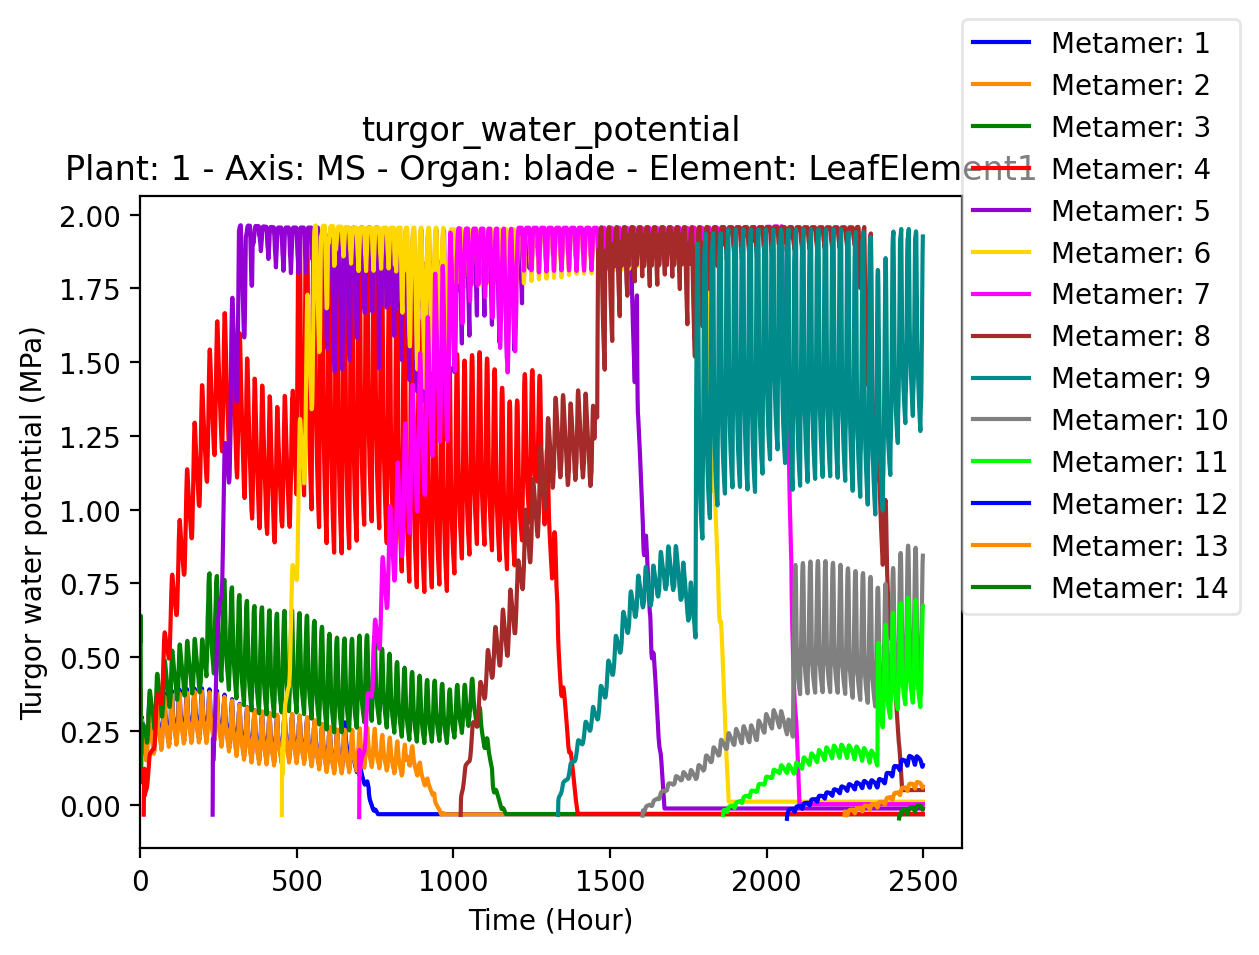 turgor_water_potential
Plant: 1 - Axis: MS - Organ: blade - Element: LeafElement1
Metamer: 1
Metamer: 2
Metamer: 3
Metamer: 4
Metamer: 5
Metamer: 6
Metamer: 7
Metamer: 8
Metamer: 9
Metamer: 10
Metamer: 11
Metamer: 12
Metamer: 13
Metamer: 14
Turgor water potential (MPa)
2.00
1.75
1.50
1.25
1.00
0.75
0.50
0.25
0.00
0 500 1000 1500 2000 2500
Time (Hour)